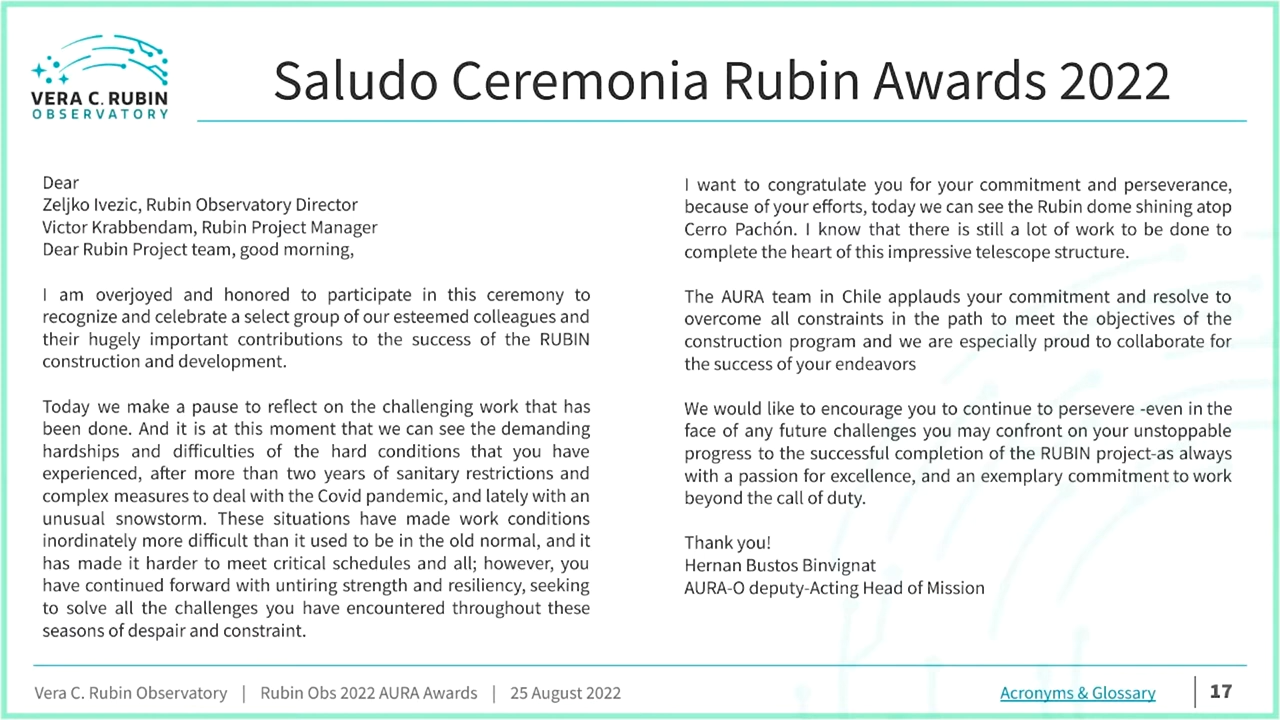 VERA C. RUBIN
OBSERVATORY
Saludo Ceremonia Rubin Awards 2022
Dear
Zeljko Ivezic, Rubin Observatory Director
Victor Krabbendam, Rubin Project Manager
Dear Rubin Project team, good morning,
I am overjoyed and honored to participate in this ceremony to
recognize and celebrate a select group of our esteemed colleagues and
their hugely important contributions to the success of the RUBIN
construction and development.
Today we make a pause to reflect on the challenging work that has
been done. And it is at this moment that we can see the demanding
hardships and difficulties of the hard conditions that you have
experienced, after more than two years of sanitary restrictions and
complex measures to deal with the Covid pandemic, and lately with an
unusual snowstorm. These situations have made work conditions
inordinately more difficult than it used to be in the old normal, and it
has made it harder to meet critical schedules and all; however, you
have continued forward with untiring strength and resiliency, seeking
to solve all the challenges you have encountered throughout these
seasons of despair and constraint.
I want to congratulate you for your commitment and perseverance,
because of your efforts, today we can see the Rubin dome shining atop
Cerro Pachón. I know that there is still a lot of work to be done to
complete the heart of this impressive telescope structure.
The AURA team in Chile applauds your commitment and resolve to
overcome all constraints in the path to meet the objectives of the
construction program and we are especially proud to collaborate for
the success of your endeavors
We would like to encourage you to continue to persevere -even in the
face of any future challenges you may confront on your unstoppable
progress to the successful completion of the RUBIN project-as always
with a passion for excellence, and an exemplary commitment to work
beyond the call of duty.
Thank you!
Hernan Bustos Binvignat
AURA-O deputy-Acting Head of Mission
Vera C. Rubin Observatory | Rubin Obs 2022 AURA Awards | 25 August 2022
Acronyms & Glossary | 17